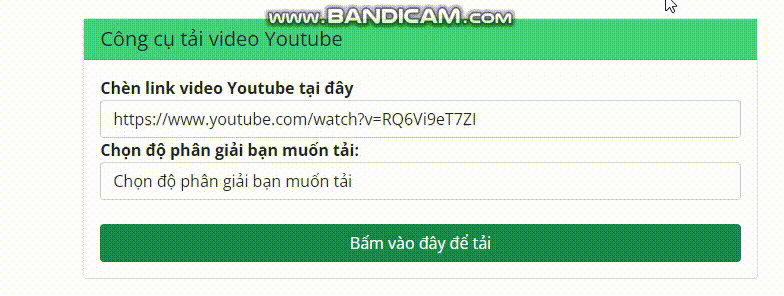 www.BANDICAM.com
Công cụ tải video Youtube
Chèn link video Youtube tại đây
https://www.youtube.com/watch?v=RQ6Vi9eT7ZI
Chọn độ phân giải bạn muốn tải:
Chọn độ phân giải bạn muốn tải
Bấm vào đây để tải